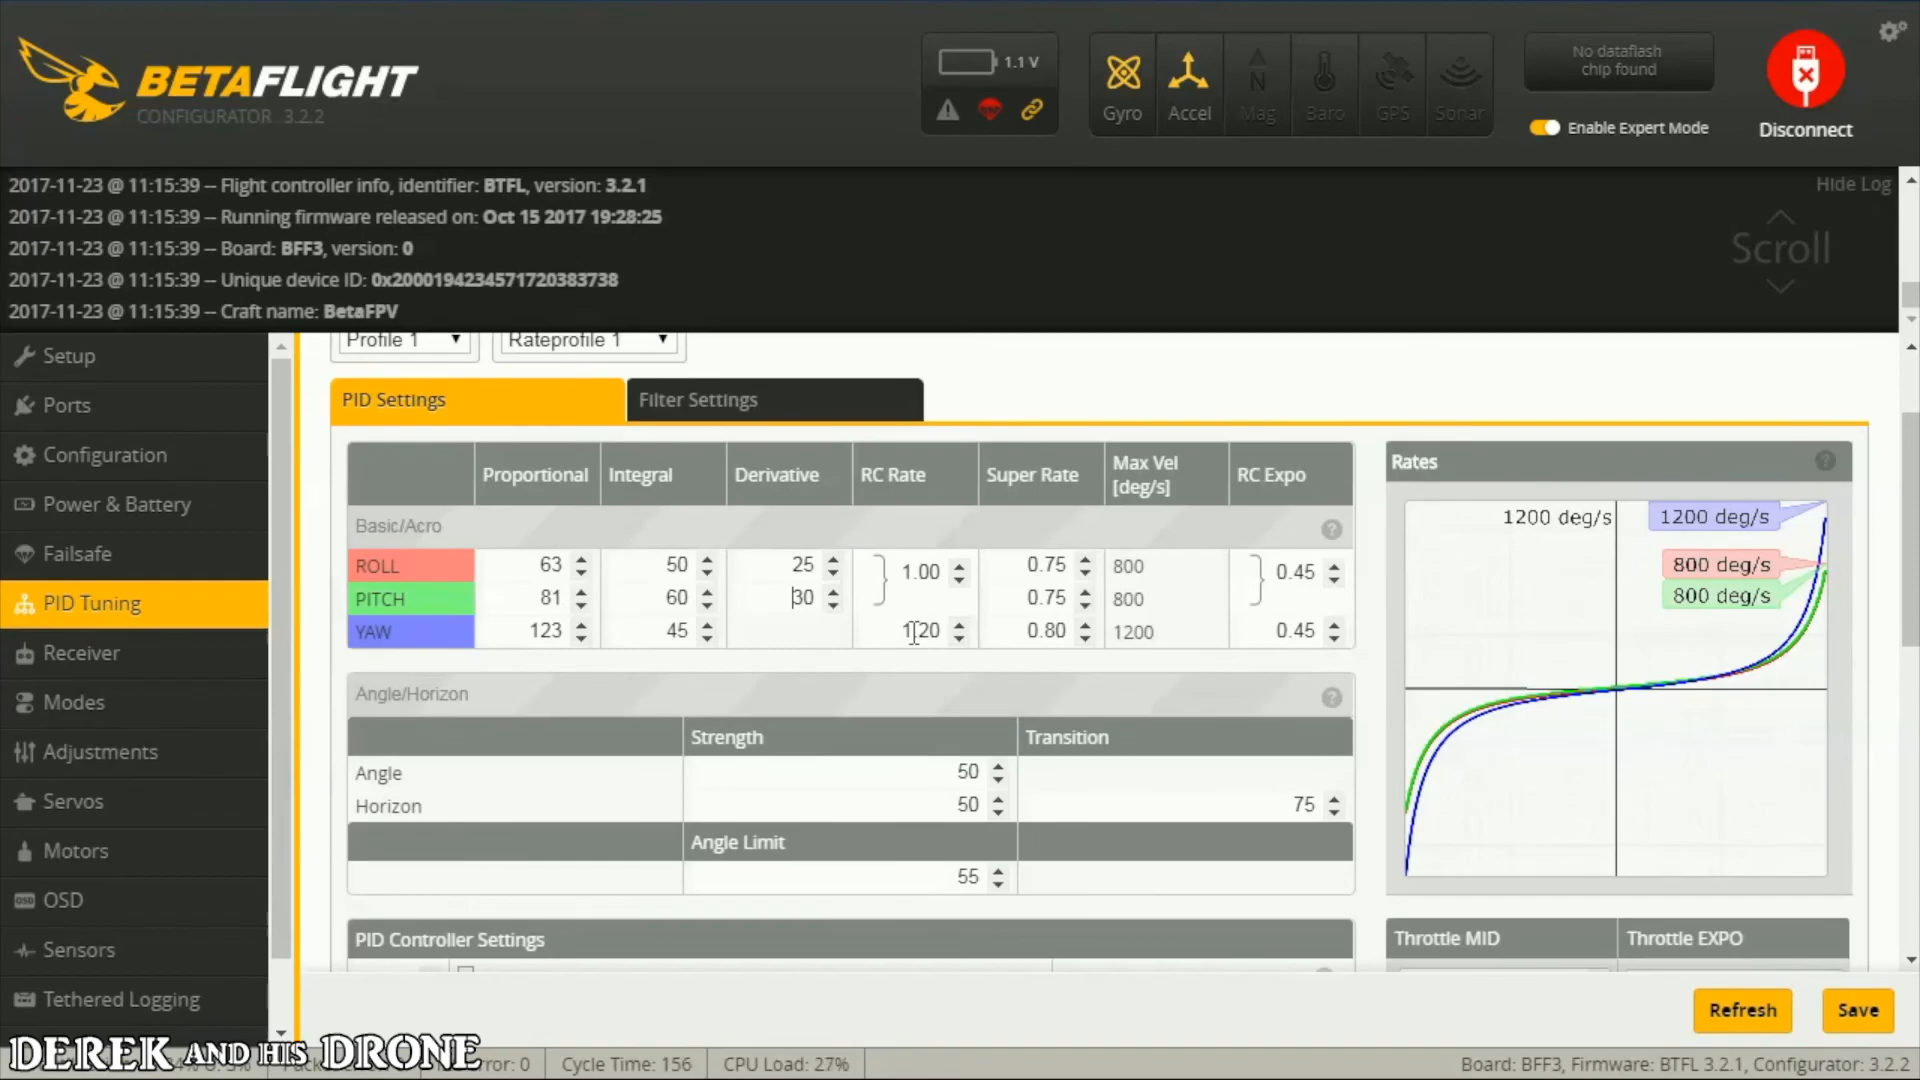 BETAFLIGHT
CONFIGURATOR 3.2.2
1.1 V
Gyro
Accel
Mag
Baro
GPS
Sonar
No dataflash
chip found
Enable Expert Mode
Disconnect
2017-11-23 @ 11:15:39 -- Flight controller info, identifier: BTFL, version: 3.2.1
2017-11-23 @ 11:15:39 -- Running firmware released on: Oct 15 2017 19:28:25
2017-11-23 @ 11:15:39 -- Board: BFF3, version: 0
2017-11-23 @ 11:15:39 -- Unique device ID: 0x2000194234571720383738
2017-11-23 @ 11:15:39 -- Craft name: BetaFPV
Hide Log
Scroll
Setup
Ports
Configuration
Power & Battery
Failsafe
PID Tuning
Receiver
Modes
Adjustments
Servos
Motors
OSD
Sensors
Tethered Logging
Profile 1
Rateprofile 1
PID Settings
Filter Settings
Proportional Integral Derivative RC Rate Super Rate Max Vel [deg/s] RC Expo
Basic/Acro
ROLL 63 50 25 1.00 0.75 800 0.45
PITCH 81 60 30 0.75 800
YAW 123 45 1.20 0.80 1200 0.45
Angle/Horizon
Strength Transition
Angle 50
Horizon 50 75
Angle Limit
55
PID Controller Settings
Rates
1200 deg/s
1200 deg/s
800 deg/s
800 deg/s
Throttle MID
Throttle EXPO
Refresh
Save
DEREK AND HIS DRONE
Error: 0
Cycle Time: 156
CPU Load: 27%
Board: BFF3, Firmware: BTFL 3.2.1, Configurator: 3.2.2